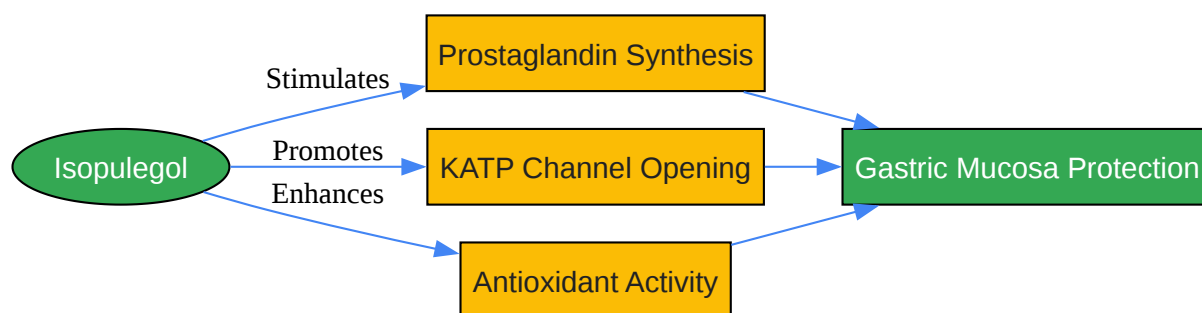 Prostaglandin Synthesis
Stimulates
Isopulegol
Promotes
KATP Channel Opening
Gastric Mucosa Protection
Enhances
Antioxidant Activity